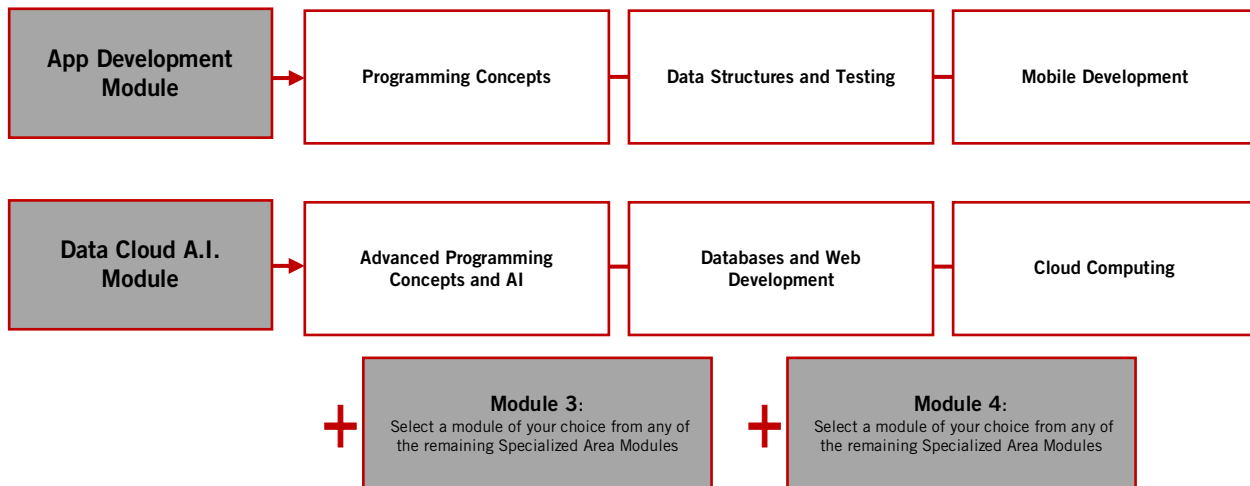 App Development
Module
Programming Concepts
Data Structures and Testing
Mobile Development
Data Cloud A.I.
Module
Advanced Programming
Concepts and AI
Databases and Web
Development
Cloud Computing
+
Module 3:
Select a module of your choice from any of
the remaining Specialized Area Modules
+
Module 4:
Select a module of your choice from any of
the remaining Specialized Area Modules